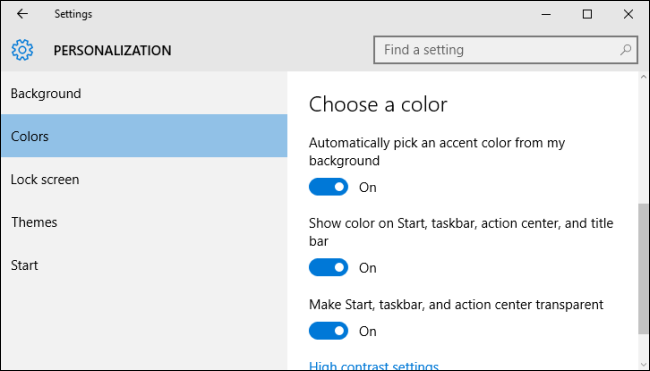 Settings
PERSONALIZATION
Find a setting
Background
Colors
Lock screen
Themes
Start
Choose a color
Automatically pick an accent color from my
background
On
Show color on Start, taskbar, action center, and title
bar
On
Make Start, taskbar, and action center transparent
On
High contrast settings